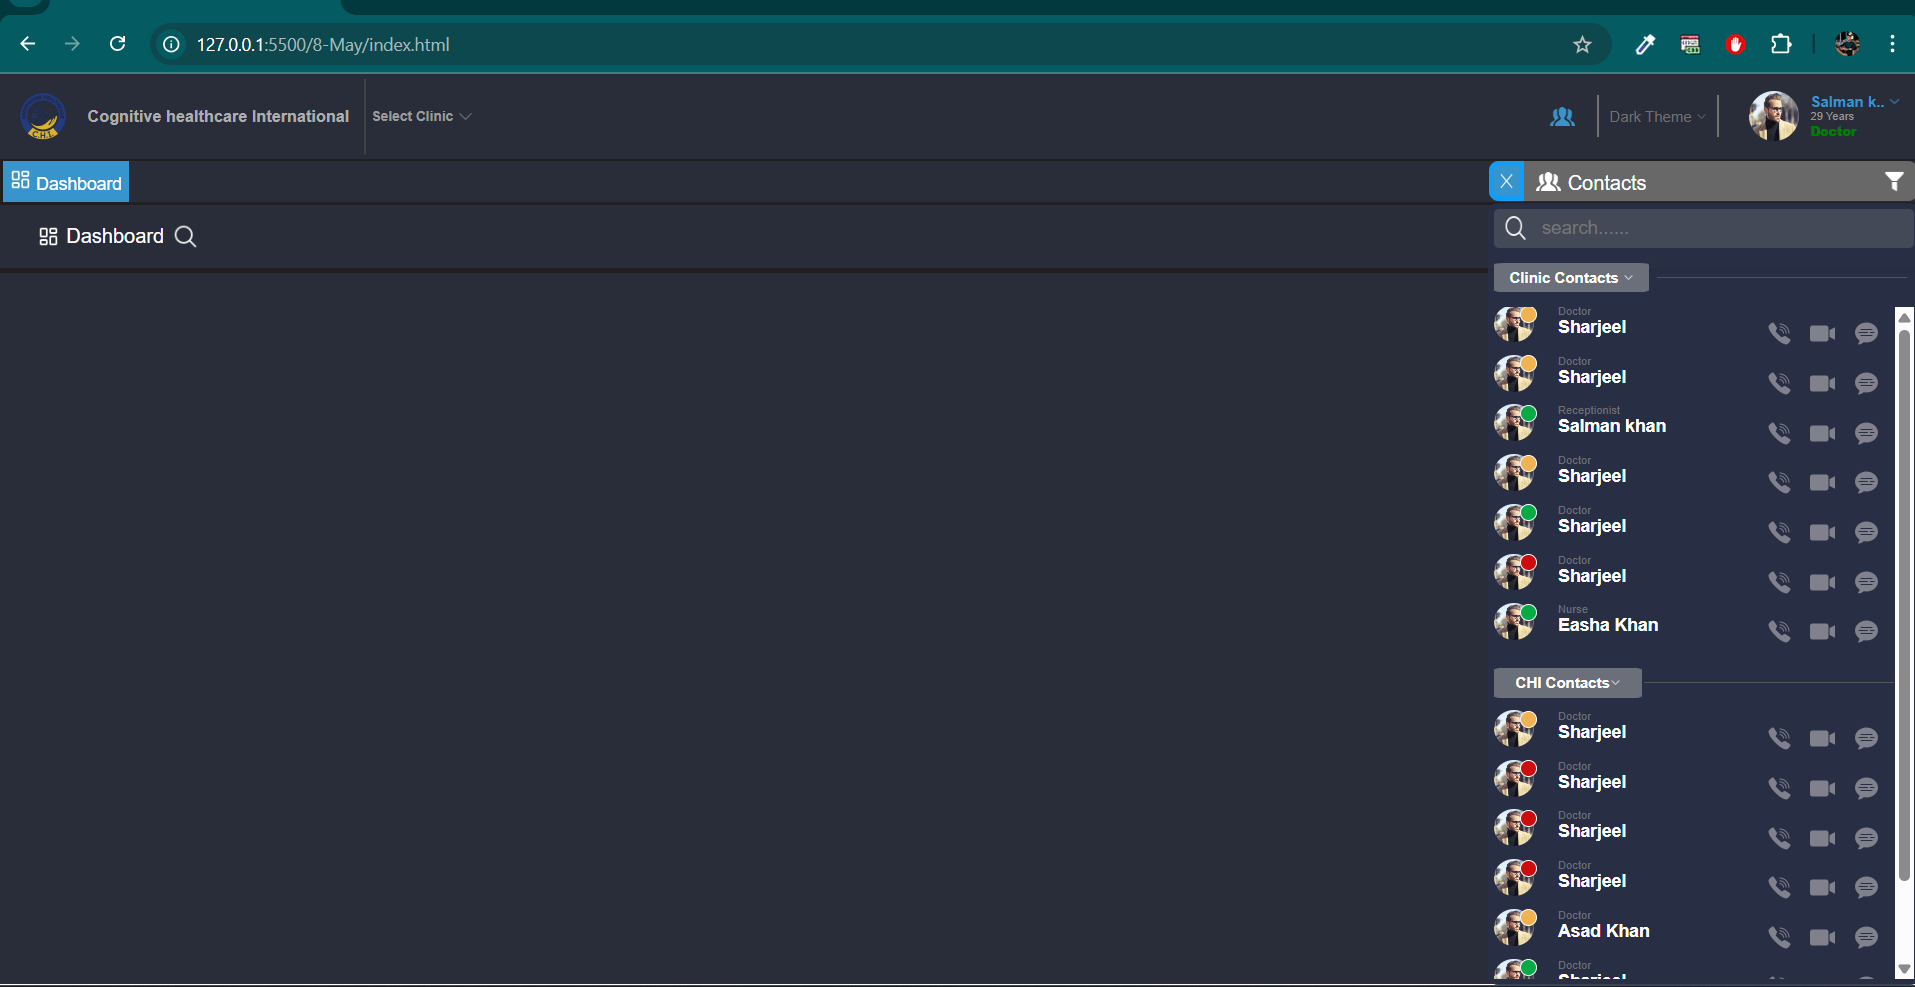 127.0.0.1:5500/8-May/index.html
Cognitive healthcare International
Select Clinic
Dark Theme
Salman k..
29 Years
Doctor
C.H.I.
Dashboard
Contacts
Dashboard
search......
Clinic Contacts
Doctor
Sharjeel
Doctor
Sharjeel
Receptionist
Salman khan
Doctor
Sharjeel
Doctor
Sharjeel
Doctor
Sharjeel
Nurse
Easha Khan
CHI Contacts
Doctor
Sharjeel
Doctor
Sharjeel
Doctor
Sharjeel
Doctor
Sharjeel
Doctor
Asad Khan
Doctor
Sharjeel